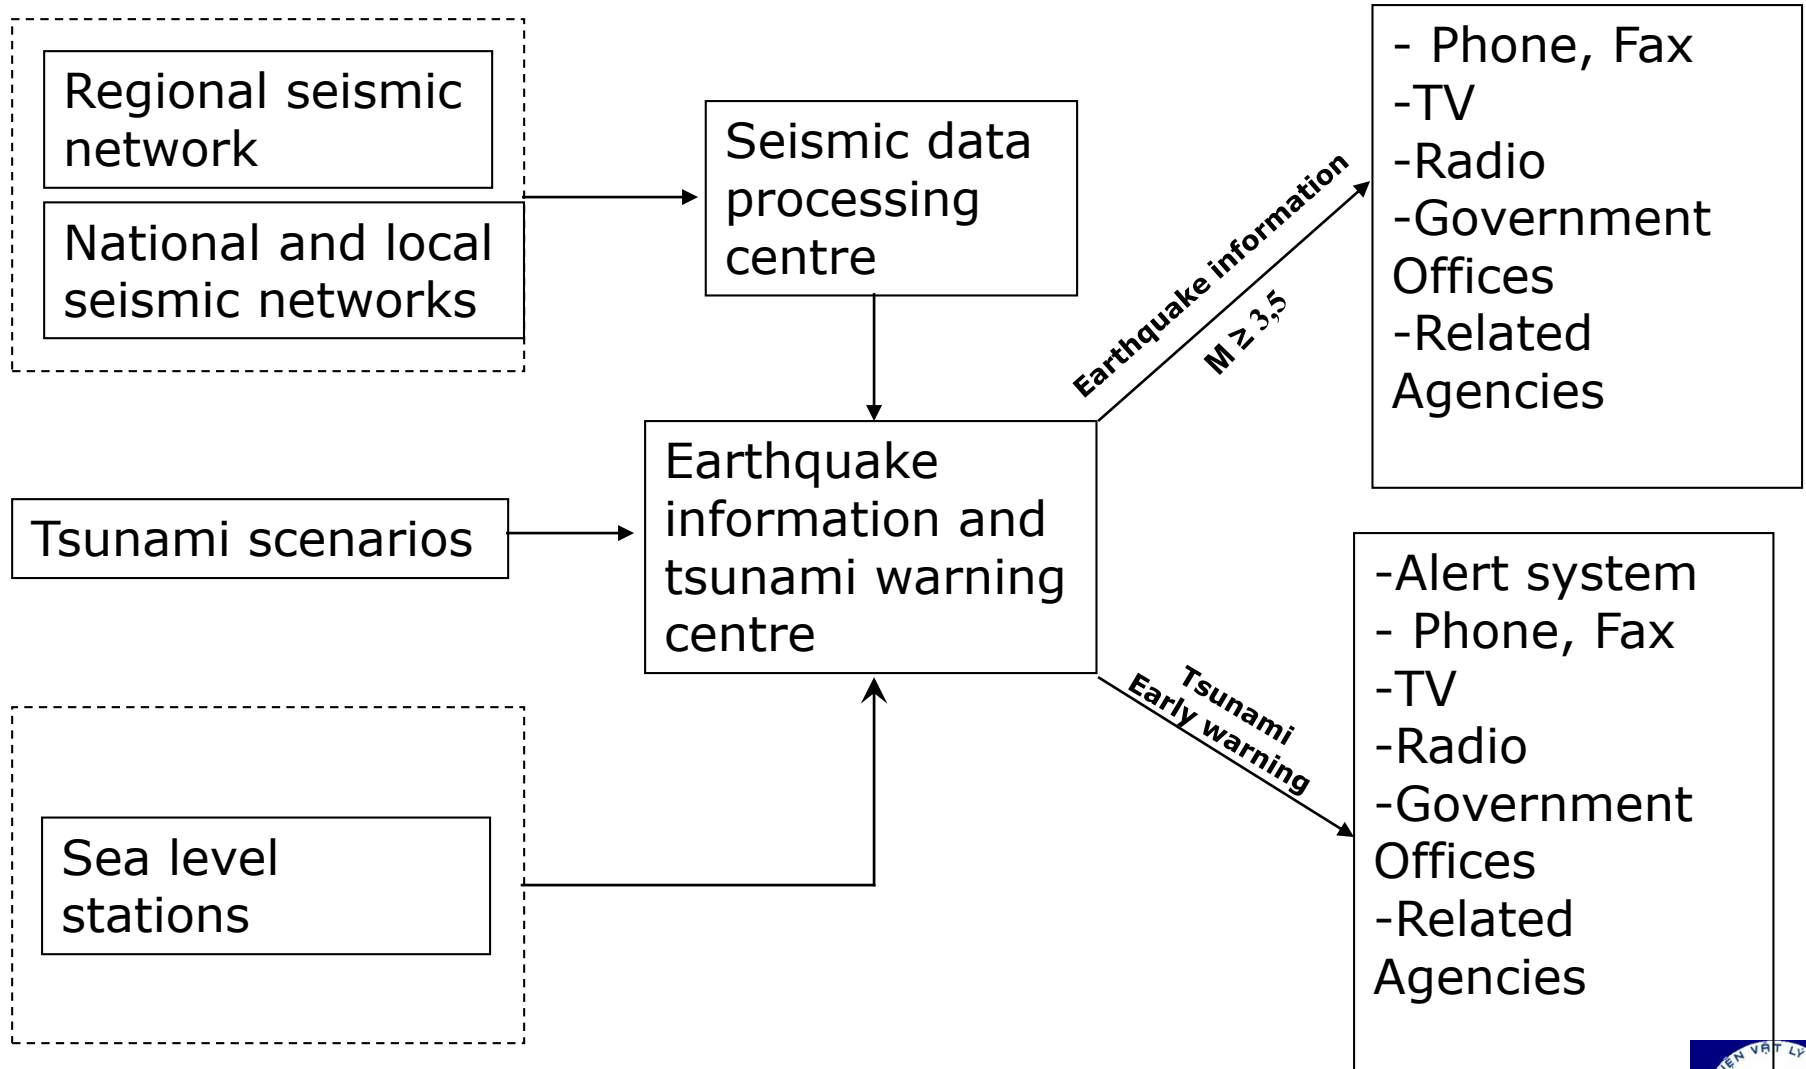 Regional seismic
network
National and local
seismic networks
Seismic data
processing
centre
Tsunami scenarios
Earthquake
information and
tsunami warning
centre
Sea level
stations
Earthquake information
M ≥ 3,5
- Phone, Fax
-TV
-Radio
-Government
Offices
-Related
Agencies
Tsunami
Early warning
-Alert system
- Phone, Fax
-TV
-Radio
-Government
Offices
-Related
Agencies
VẬT LÝ